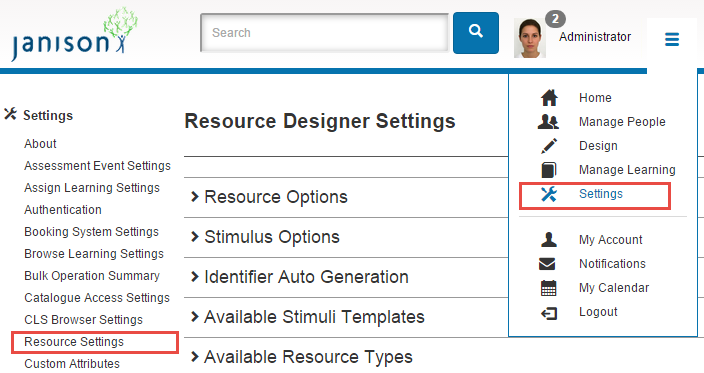 Janison
Search
2
Administrator
Settings
About
Assessment Event Settings
Assign Learning Settings
Authentication
Booking System Settings
Browse Learning Settings
Bulk Operation Summary
Catalogue Access Settings
CLS Browser Settings
Resource Settings
Custom Attributes
Resource Designer Settings
Resource Options
Stimulus Options
Identifier Auto Generation
Available Stimuli Templates
Available Resource Types
Home
Manage People
Design
Manage Learning
Settings
My Account
Notifications
My Calendar
Logout